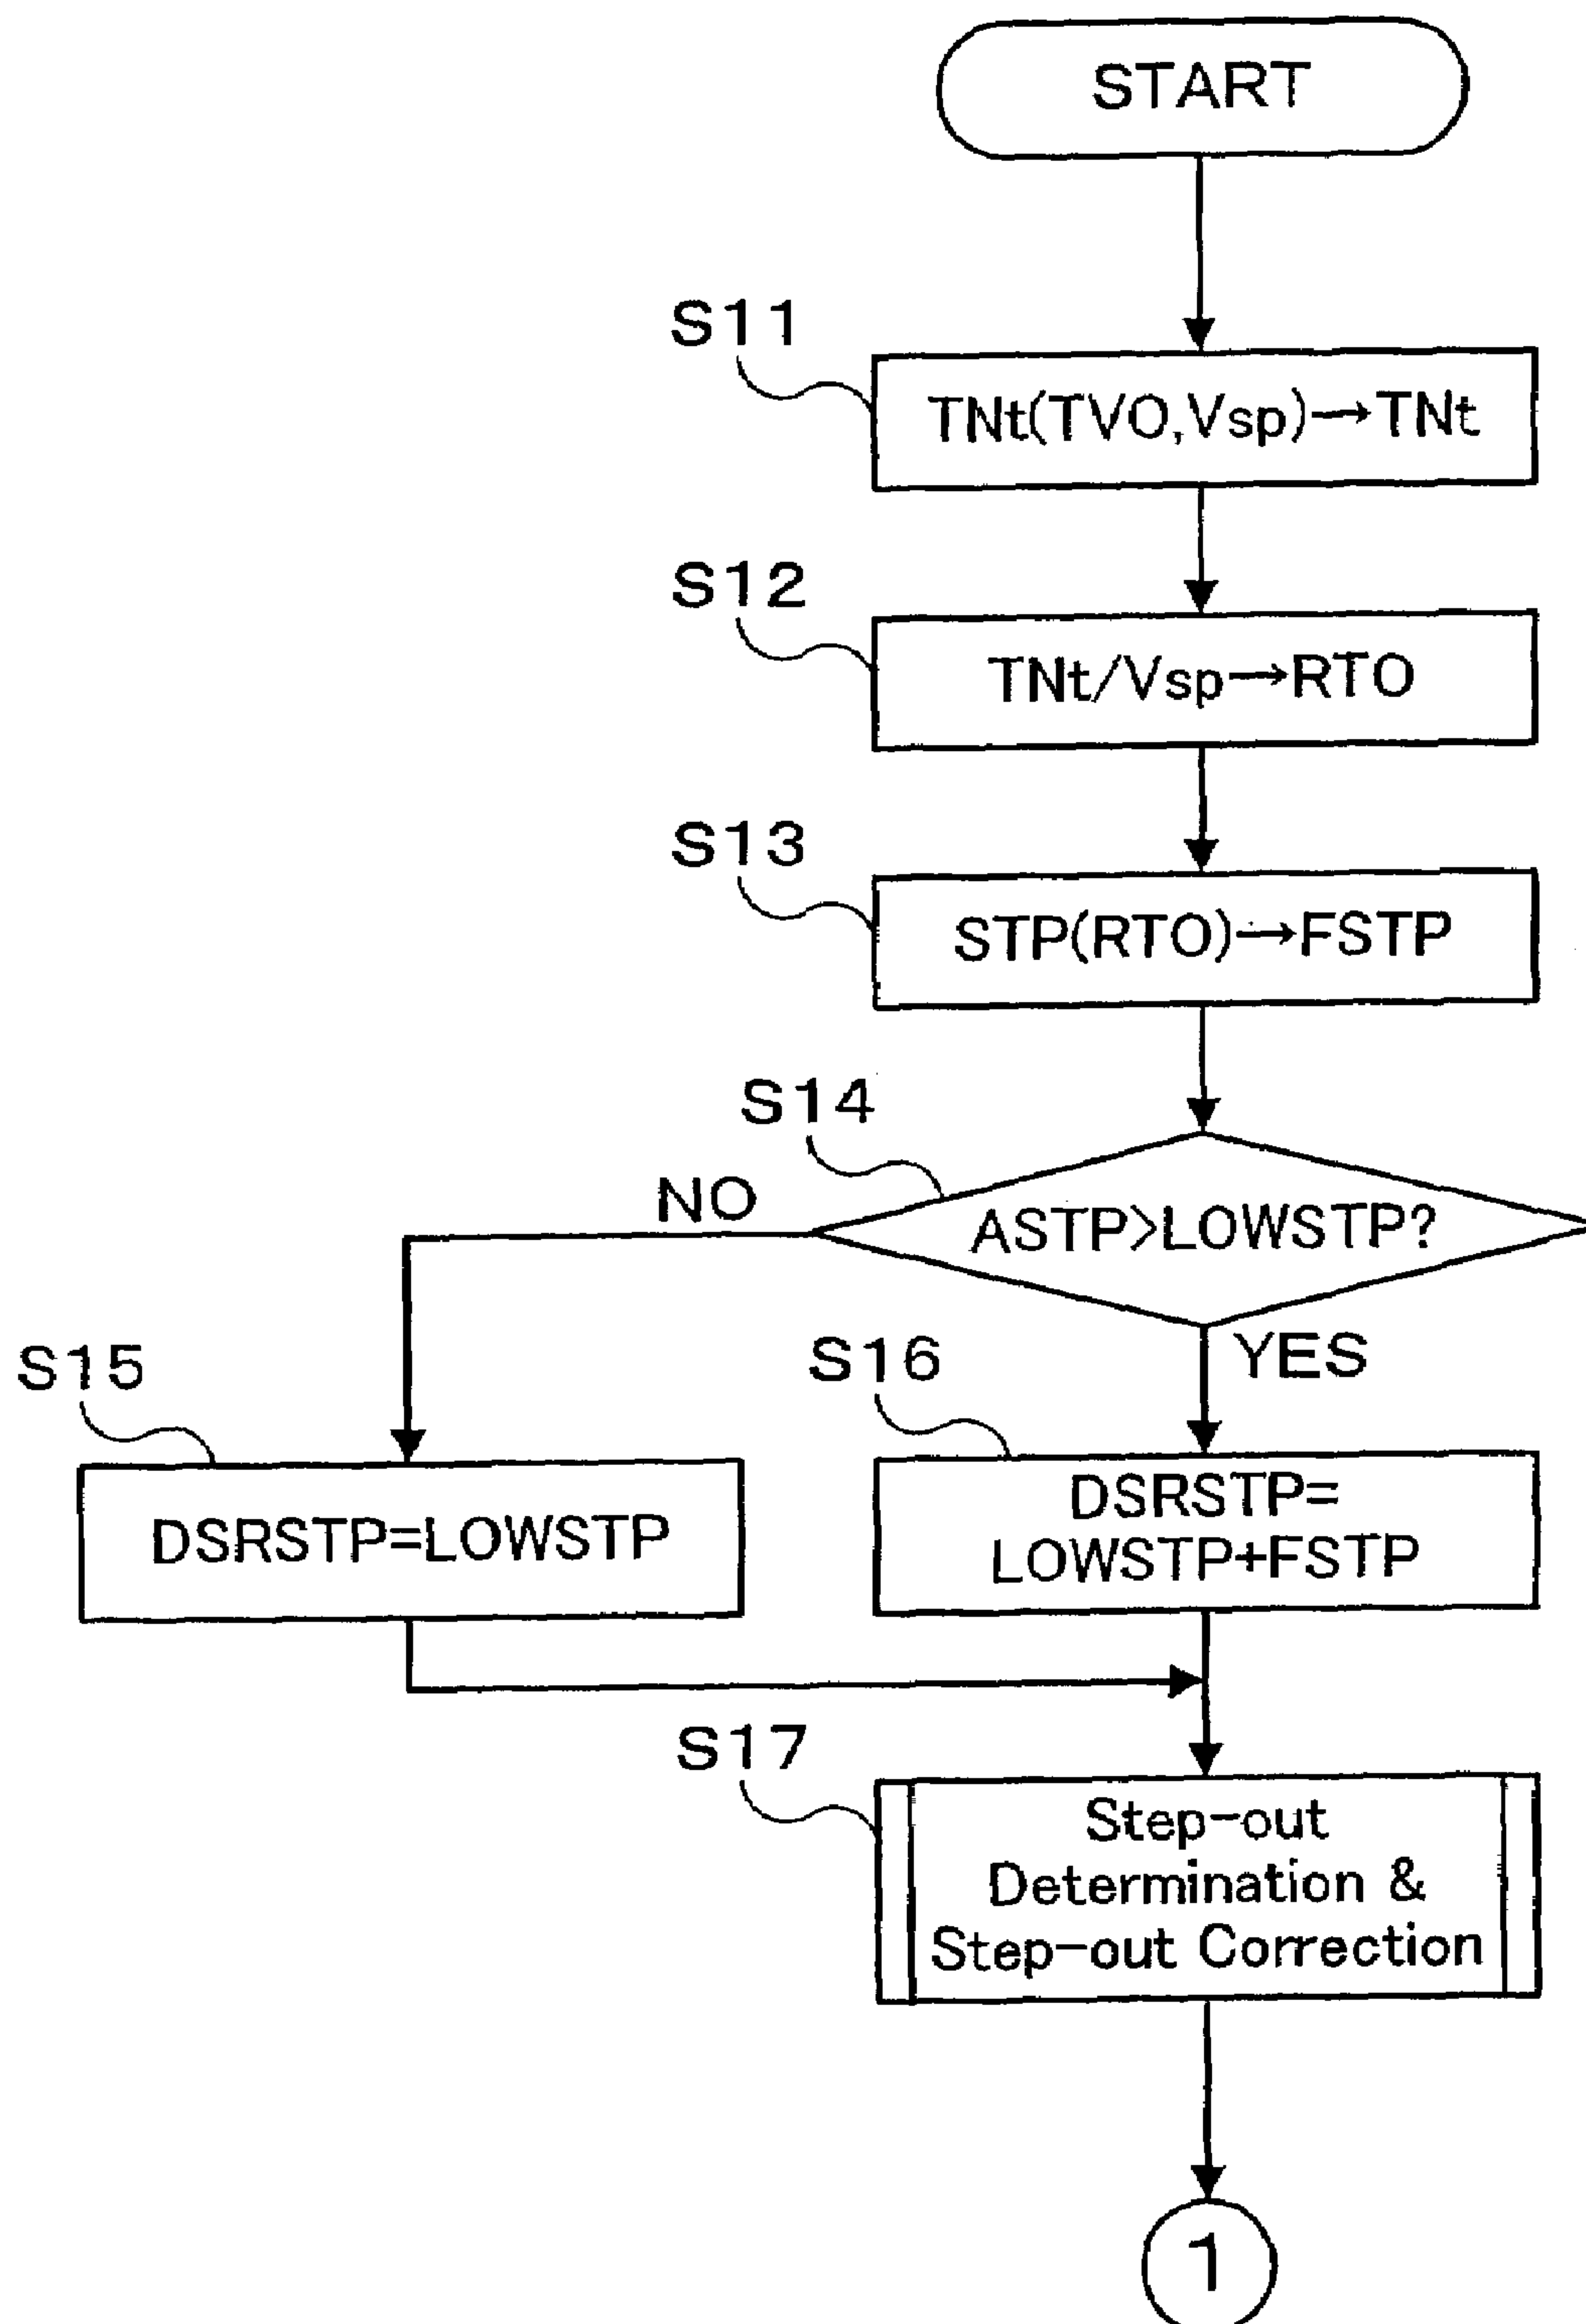 START
S11
TNt(TVO,Vsp)→TNt
S12
TNt/Vsp→RTO
S13
STP(RTO)→FSTP
S14
NO
ASTP>LOWSTP?
YES
S15
DSRSTP=LOWSTP
S16
DSRSTP=
LOWSTP+FSTP
S17
Step-out
Determination &
Step-out Correction
1